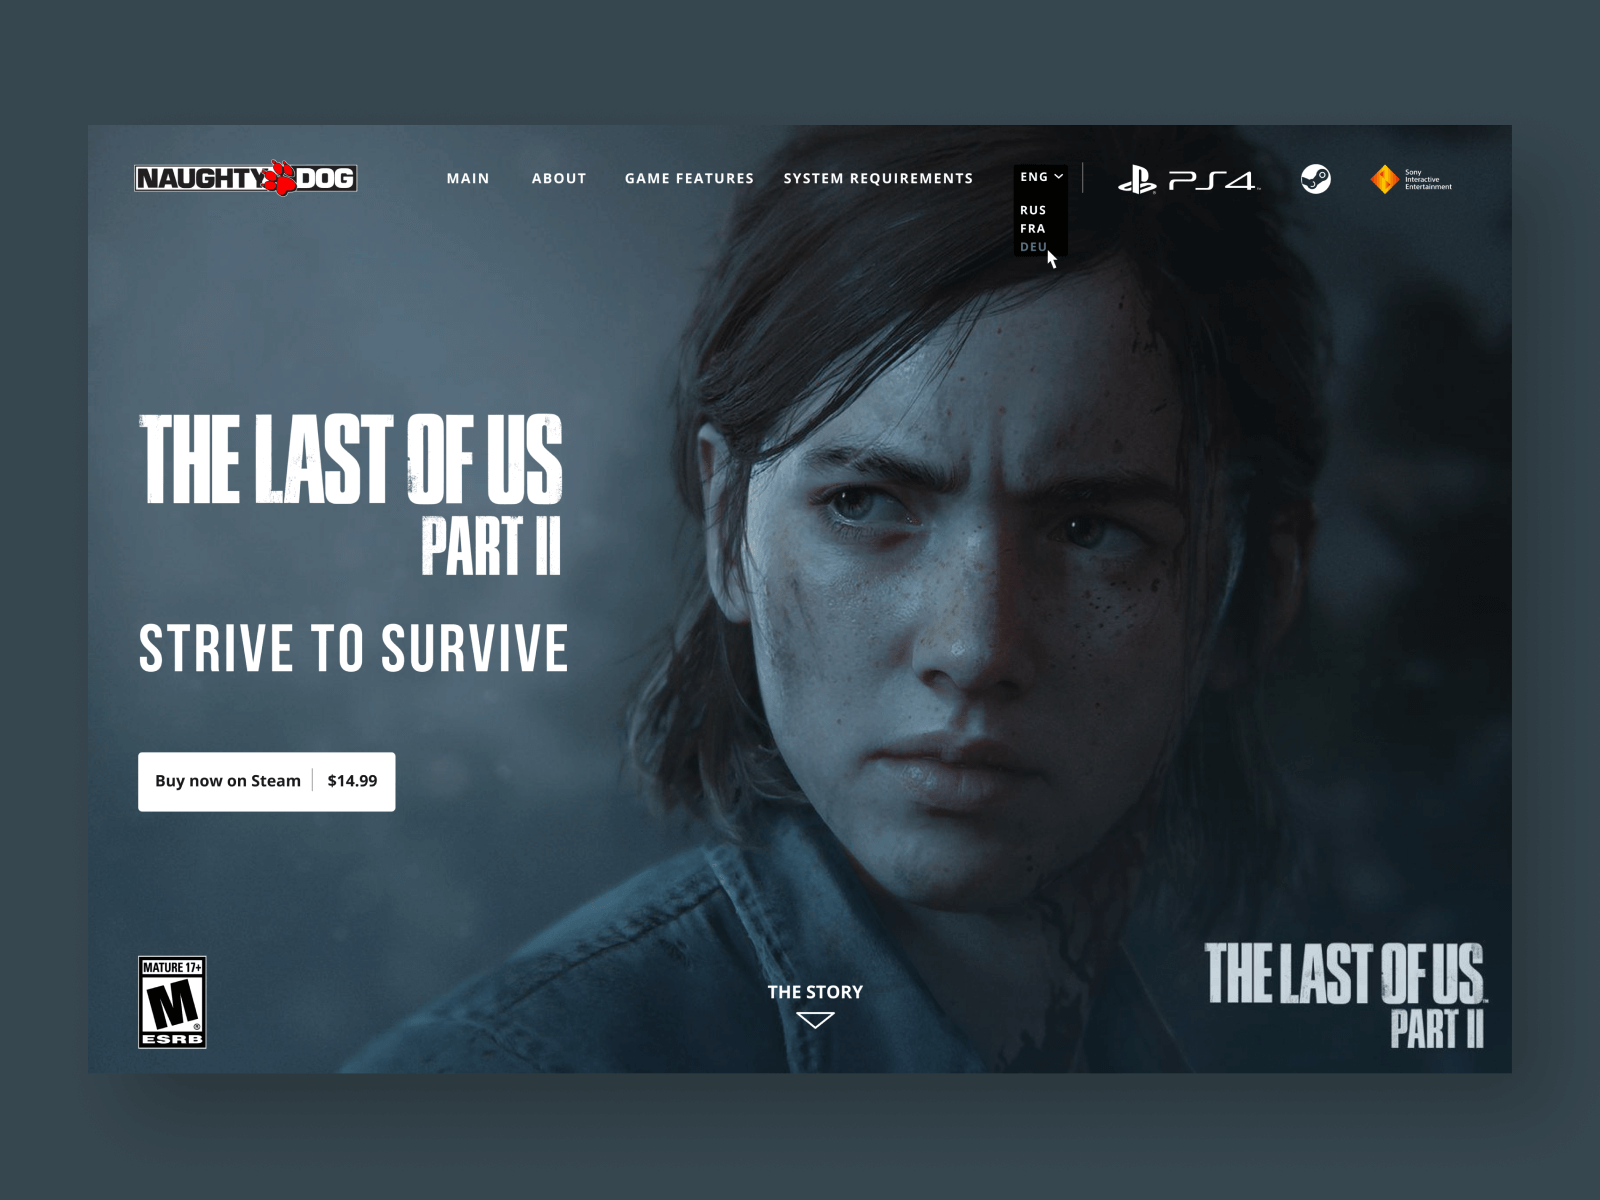 NAUGHTY DOG
MAIN
ABOUT
GAME FEATURES
SYSTEM REQUIREMENTS
ENG
RUS
FRA
DEU
PS4
Sony
Interactive
Entertainment
THE LAST OF US
PART II
STRIVE TO SURVIVE
Buy now on Steam
$14.99
MATURE 17+
M
ESRB
THE STORY
THE LAST OF US
PART II